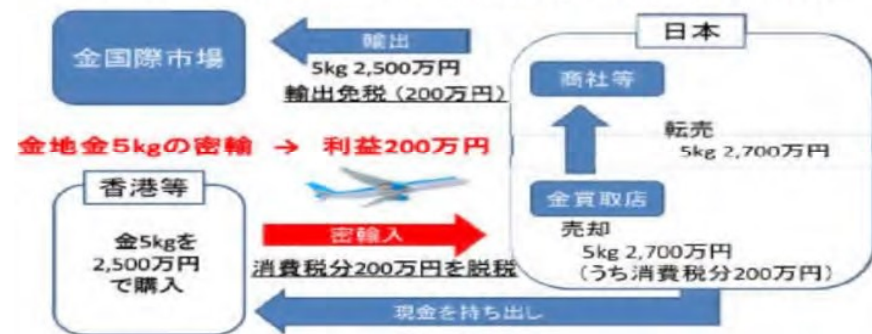 金国際市場
輸出
5kg 2,500万円
輸出免税（200万円）
日本
商社等
転売
5kg 2,700万円
金地金5kgの密輸 → 利益200万円
香港等
金5kgを
2,500万円
で購入
密輸入
消費税分200万円を脱税
金買取店
売却
5kg 2,700万円
（うち消費税分200万円）
現金を持ち出し